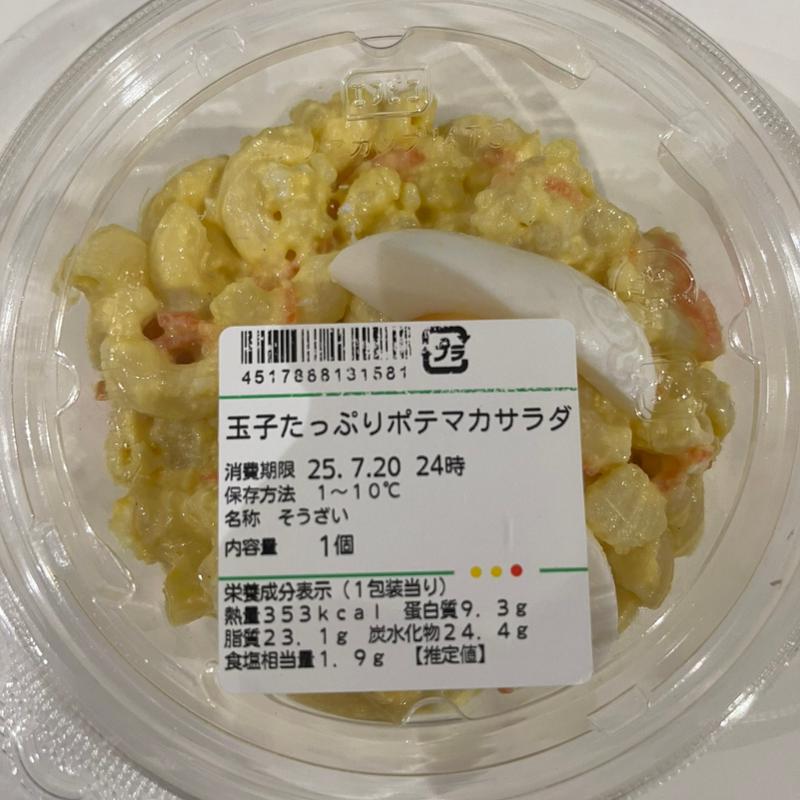 プラ
4517888131581
玉子たっぷりポテマカサラダ
消費期限 25.7.20 24時
保存方法 1～10℃
名称 そうざい
内容量 1個
栄養成分表示（1包装当り）
熱量353kcal 蛋白質9.3g
脂質23.1g 炭水化物24.4g
食塩相当量1.9g 【推定値】